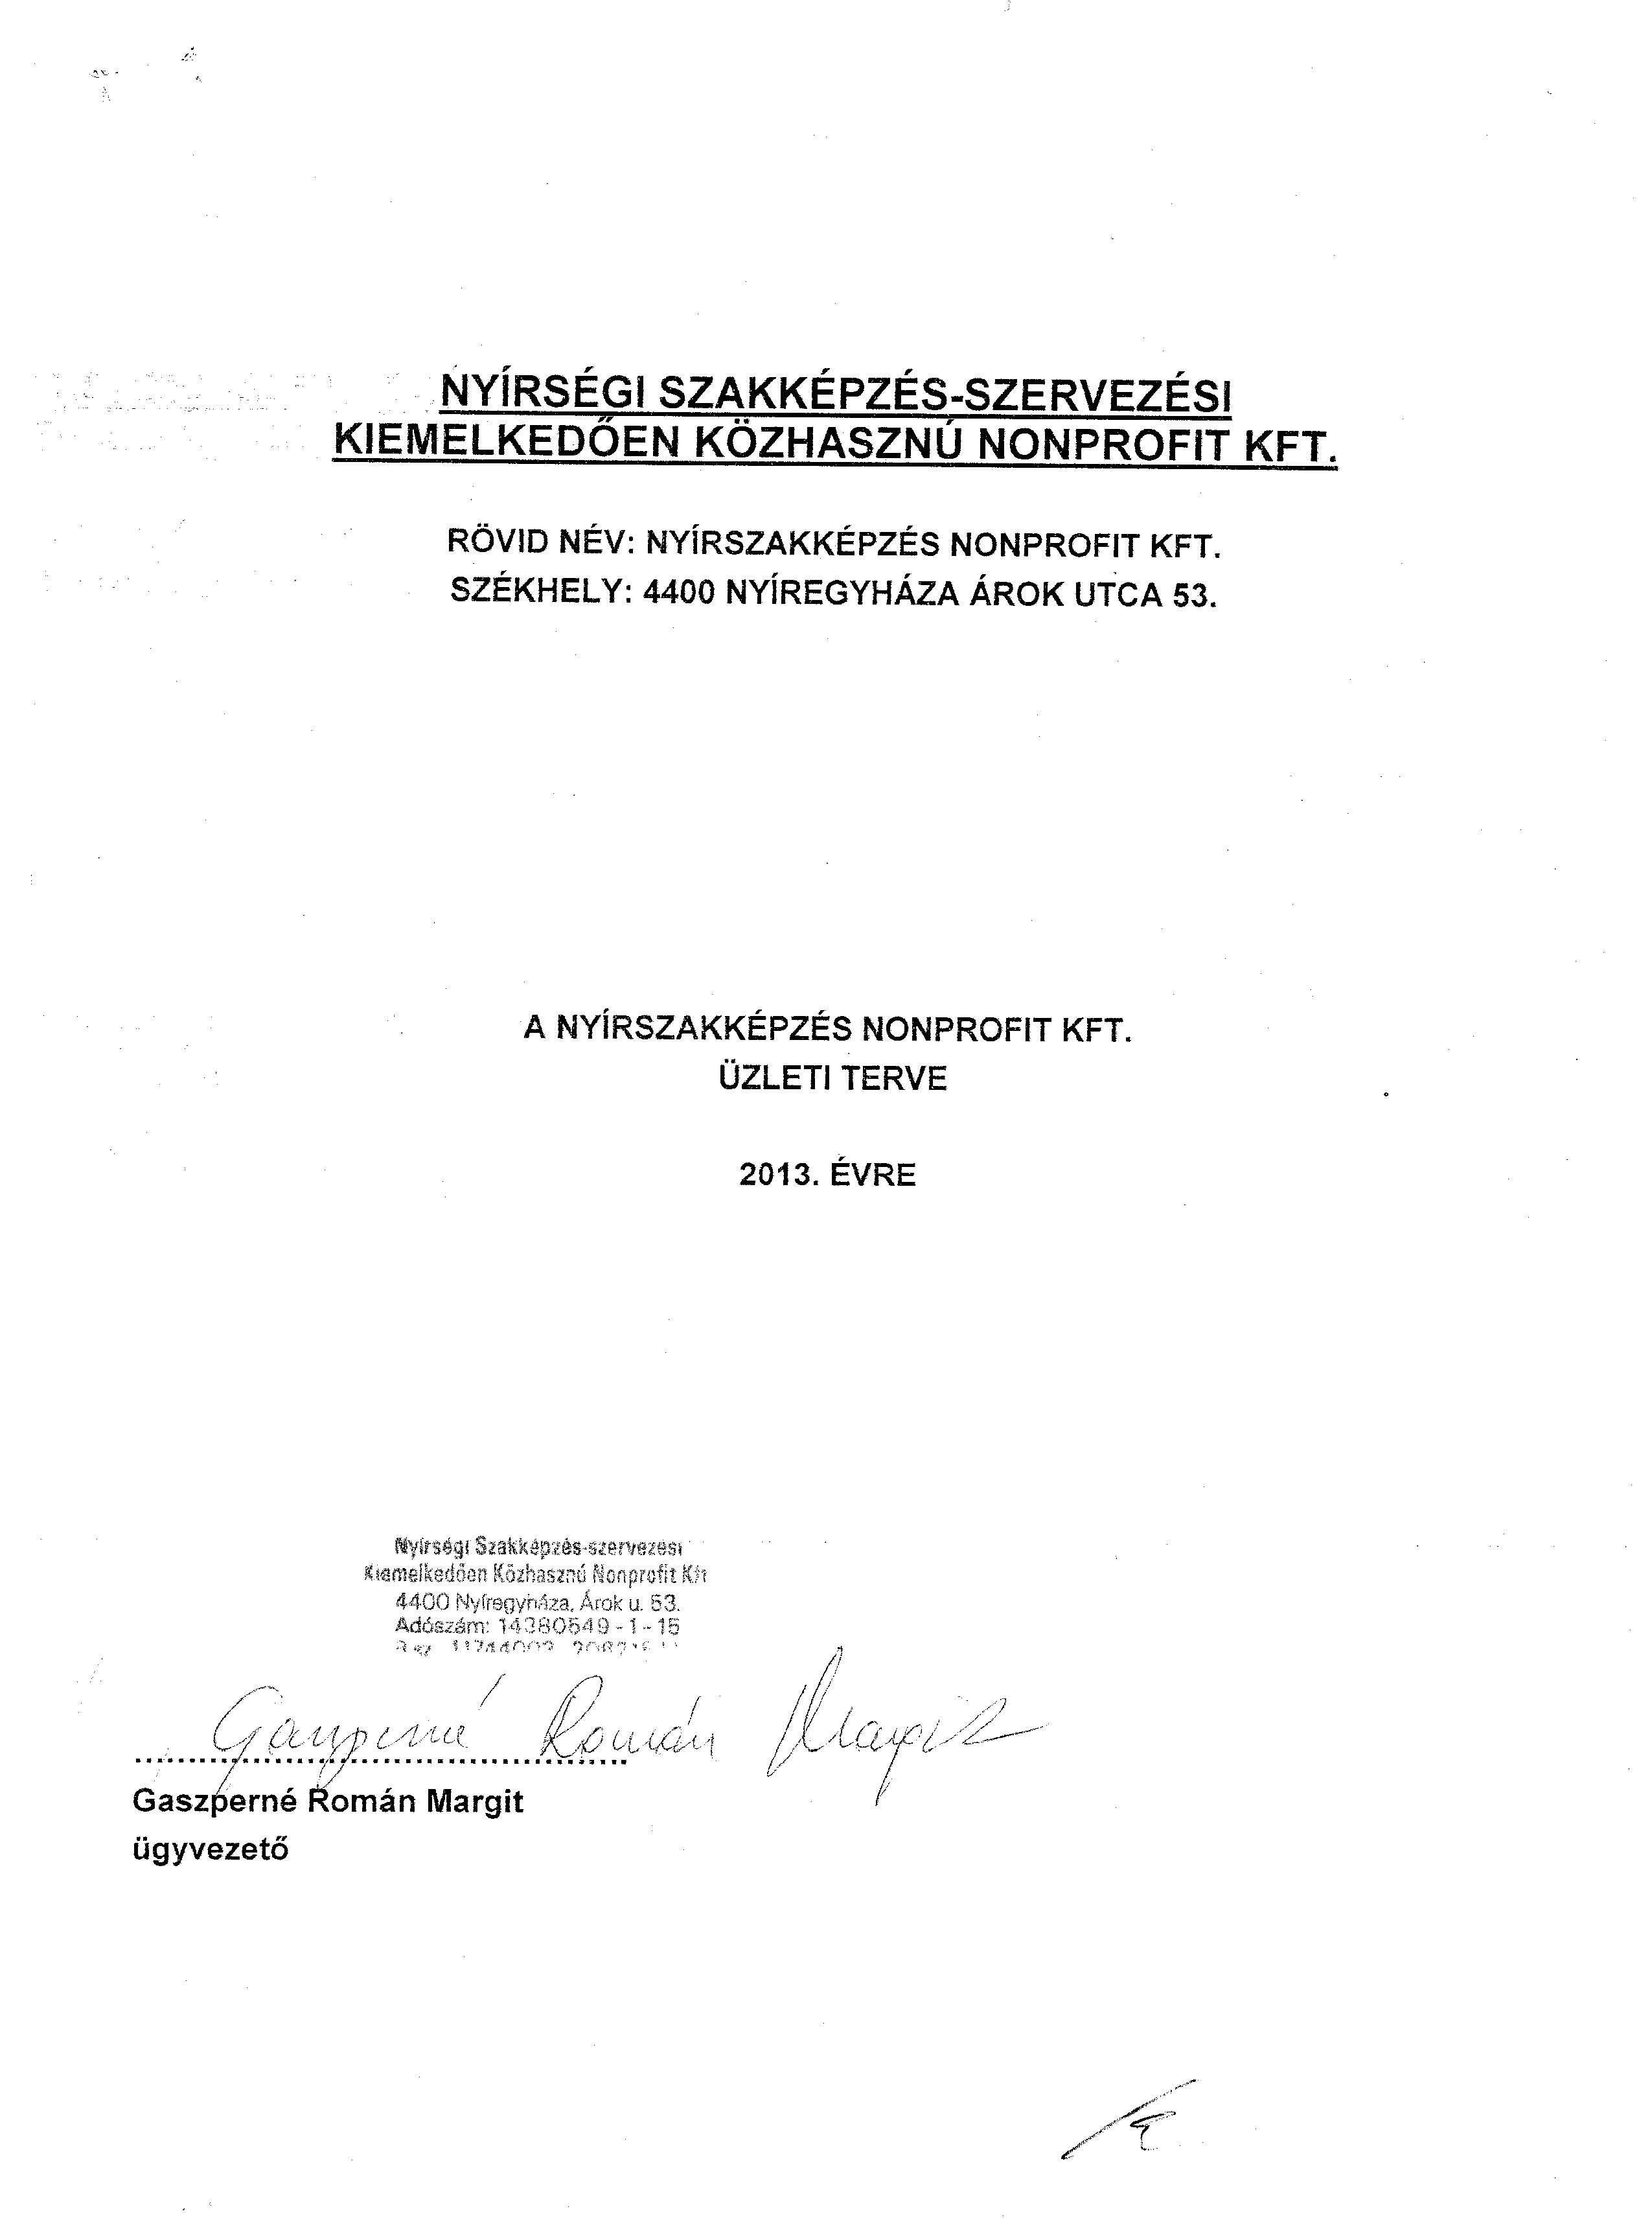 NYÍRSÉGI SZAKKÉPZÉS-SZERVEZÉSI
KIEMELKEDŐEN KÖZHASZNÚ NONPROFIT KFT.
RÖVID NÉV: NYÍRSZAKKÉPZÉS NONPROFIT KFT.
SZÉKHELY: 4400 NYÍREGYHÁZA ÁROK UTCA 53.
A NYÍRSZAKKÉPZÉS NONPROFIT KFT.
ÜZLETI TERVE
2013. ÉVRE
Nyírségi Szakképzés-szervezési
Kiemelkedően Közhasznú Nonprofit Kft
4400 Nyíregyháza, Árok u. 53.
Adószám: 14380549-1-15
Gaszperné Román Margit
Gaszperné Román Margit
ügyvezető